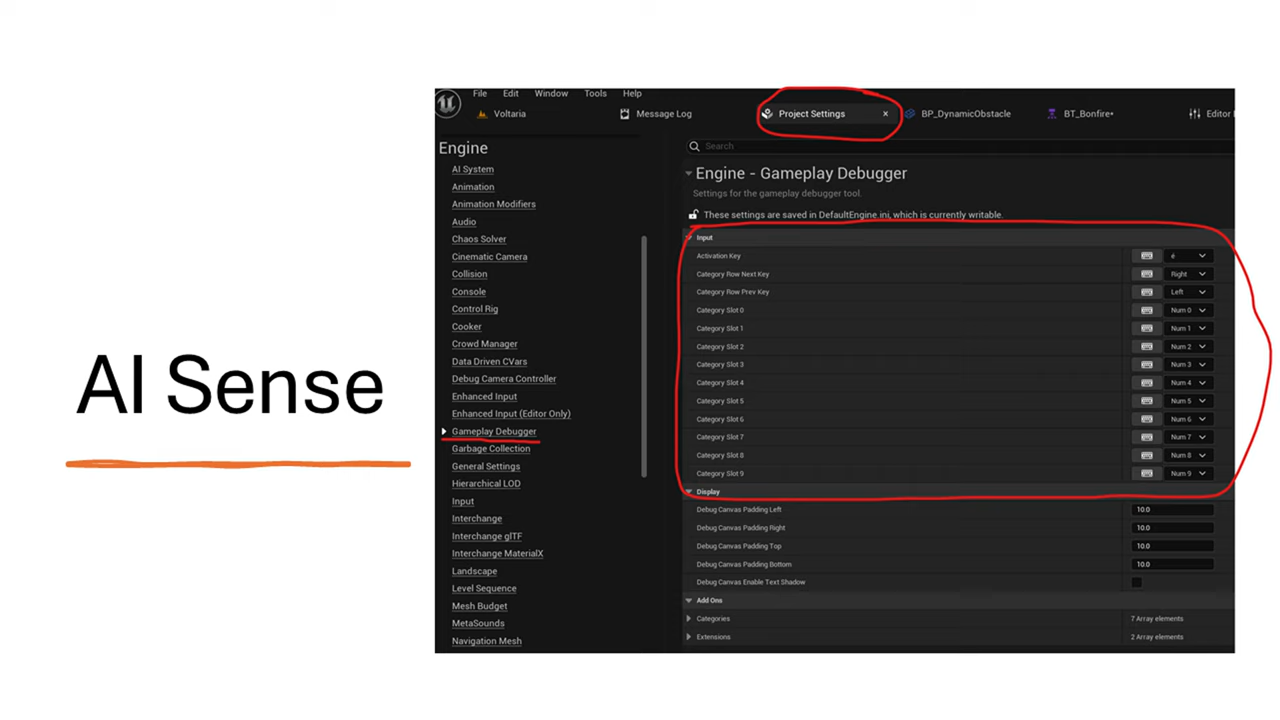 AI Sense
File Edit Window Tools Help
Voltaria Message Log Project Settings BP_DynamicObstacle BT_Bonfire• Editor
Engine
AI System
Animation
Animation Modifiers
Audio
Chaos Solver
Cinematic Camera
Collision
Console
Control Rig
Cooker
Crowd Manager
Data Driven CVars
Debug Camera Controller
Enhanced Input
Enhanced Input (Editor Only)
Gameplay Debugger
Garbage Collection
General Settings
Hierarchical LOD
Input
Interchange
Interchange glTF
Interchange MaterialX
Landscape
Level Sequence
Mesh Budget
MetaSounds
Navigation Mesh
Search
Engine - Gameplay Debugger
Settings for the gameplay debugger tool.
These settings are saved in DefaultEngine.ini, which is currently writable.
Input
Activation Key é
Category Row Next Key Right
Category Row Prev Key Left
Category Slot 0 Num 0
Category Slot 1 Num 1
Category Slot 2 Num 2
Category Slot 3 Num 3
Category Slot 4 Num 4
Category Slot 5 Num 5
Category Slot 6 Num 6
Category Slot 7 Num 7
Category Slot 8 Num 8
Category Slot 9 Num 9
Display
Debug Canvas Padding Left 10.0
Debug Canvas Padding Right 10.0
Debug Canvas Padding Top 10.0
Debug Canvas Padding Bottom 10.0
Debug Canvas Enable Text Shadow
Add Ons
Categories 7 Array elements
Extensions 2 Array elements